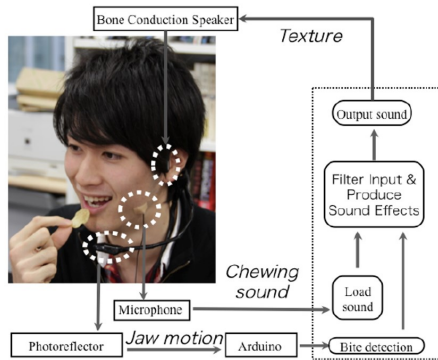 Bone Conduction Speaker
Texture
Output sound
Filter Input &
Produce
Sound Effects
Chewing
sound
Load
sound
Microphone
Photoreflector
Jaw motion
Arduino
Bite detection